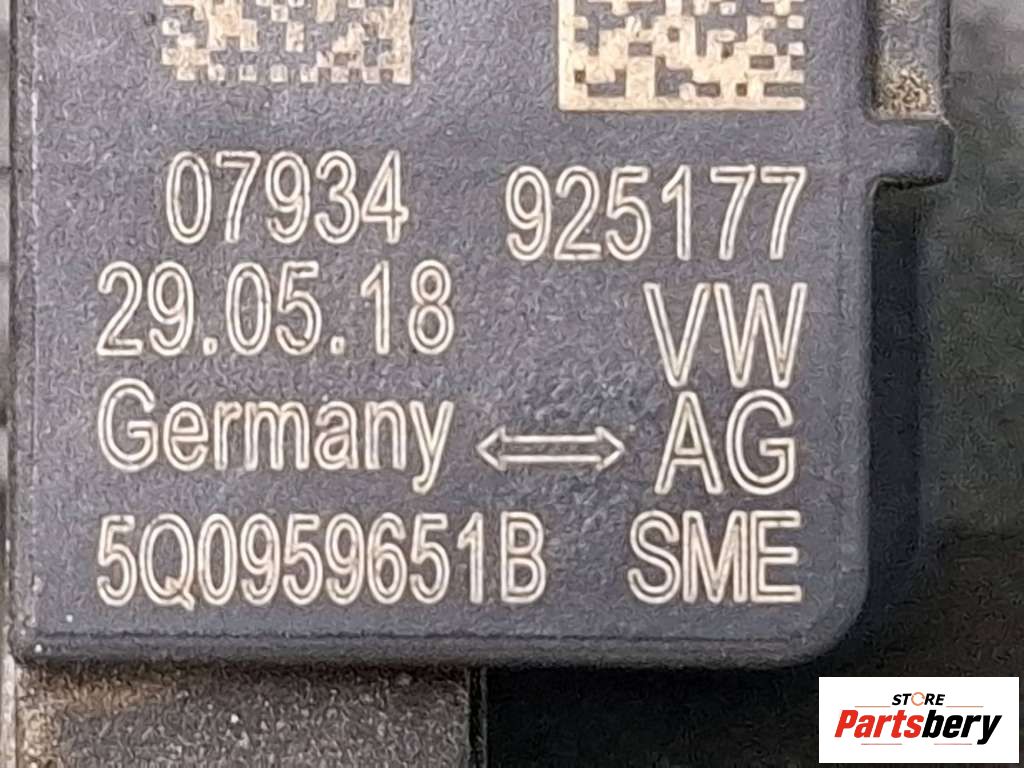 07934 925177
29.05.18 VW
Germany AG
5Q0959651B SME
STORE
Partsbery